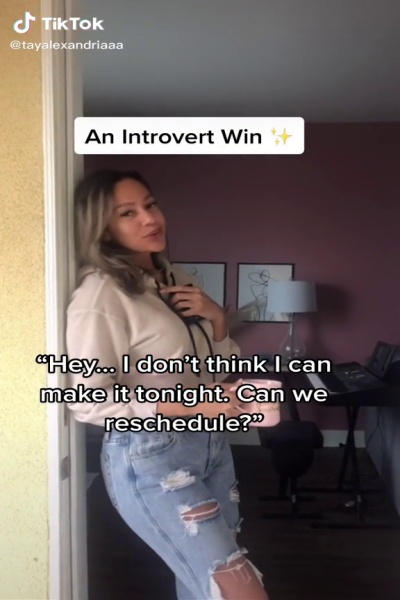 TikTok
@tayalexandriaaa
An Introvert Win ✨
“Hey... I don’t think I can
make it tonight. Can we
reschedule?”